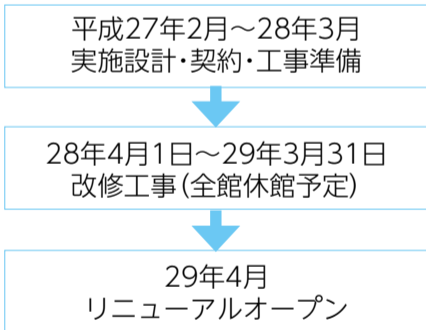 平成27年2月～28年3月
実施設計・契約・工事準備
28年4月1日～29年3月31日
改修工事（全館休館予定）
29年4月
リニューアルオープン